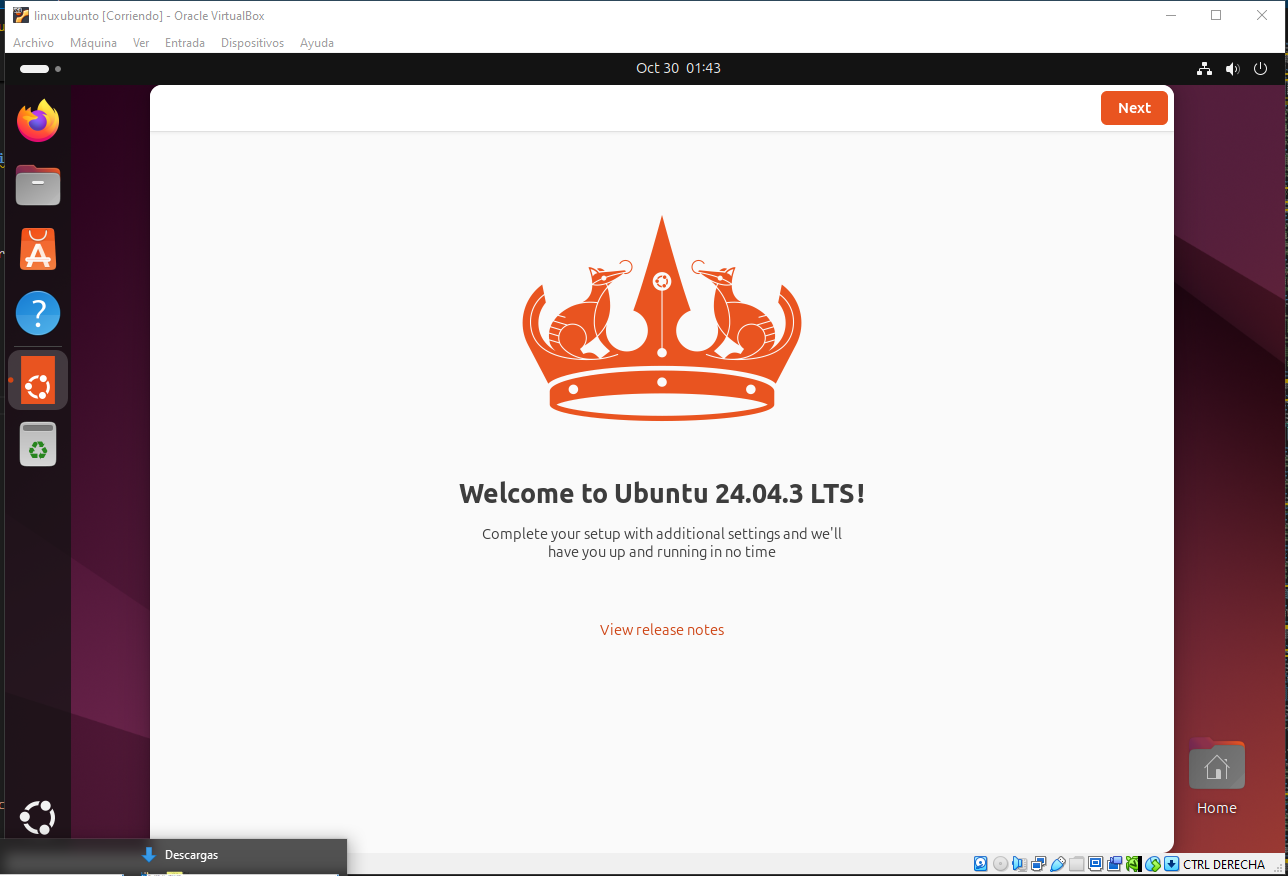 linuxubunto [Corriendo] - Oracle VirtualBox
Archivo Máquina Ver Entrada Dispositivos Ayuda
Oct 30 01:43
Next
Welcome to Ubuntu 24.04.3 LTS!
Complete your setup with additional settings and we'll
have you up and running in no time
View release notes
Home
Descargas
CTRL DERECHA